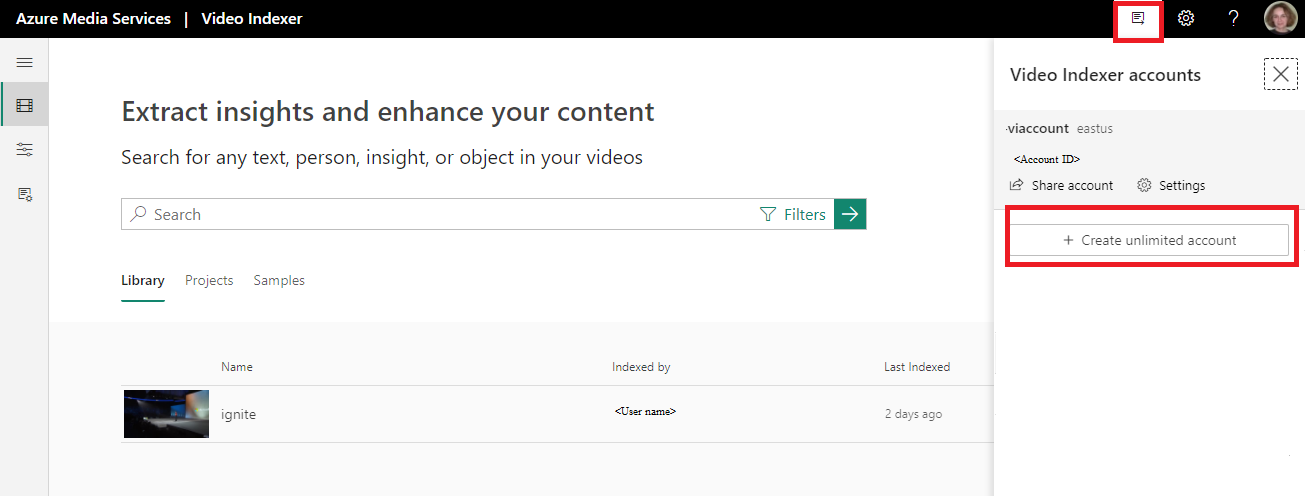 Azure Media Services | Video Indexer
?
Video Indexer accounts
Extract insights and enhance your content
-viaccount eastus
Search for any text, person, insight, or object in your videos
<Account ID>
Share account Settings
Search Filters
+ Create unlimited account
Library Projects Samples
Name Indexed by Last Indexed
ignite <User name> 2 days ago